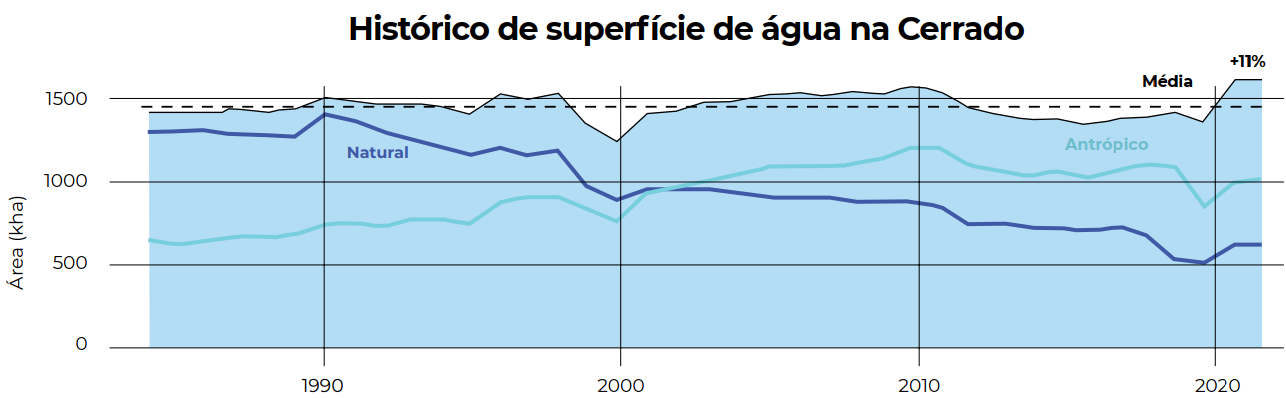 Histórico de superfície de água na Cerrado
+11%
Média
1500
Natural
Antrópico
1000
500
0
Área (kha)
1990
2000
2010
2020